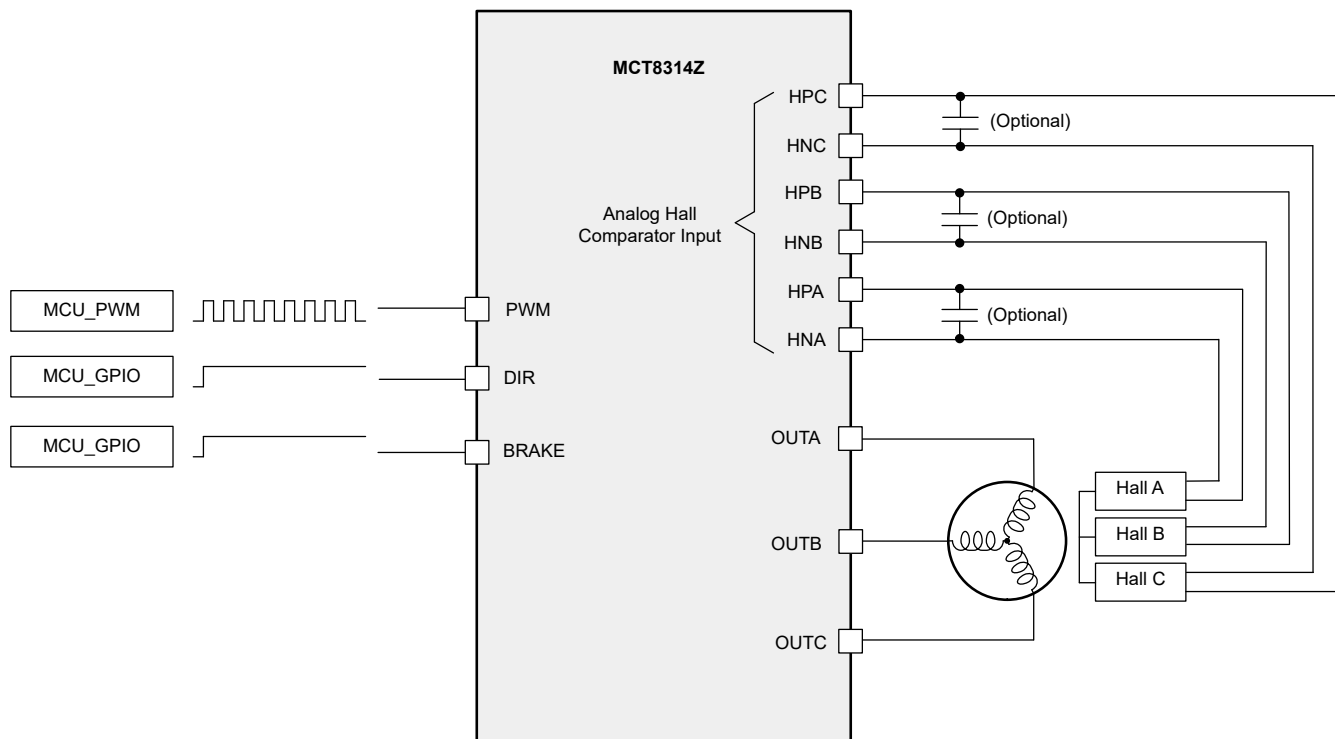 MCT8314Z
HPC
(Optional)
HNC
HPB
Analog Hall
Comparator Input
(Optional)
HNB
HPA
MCU_PWM
PWM
(Optional)
HNA
MCU_GPIO
DIR
OUTA
MCU_GPIO
BRAKE
Hall A
OUTB
Hall B
Hall C
OUTC